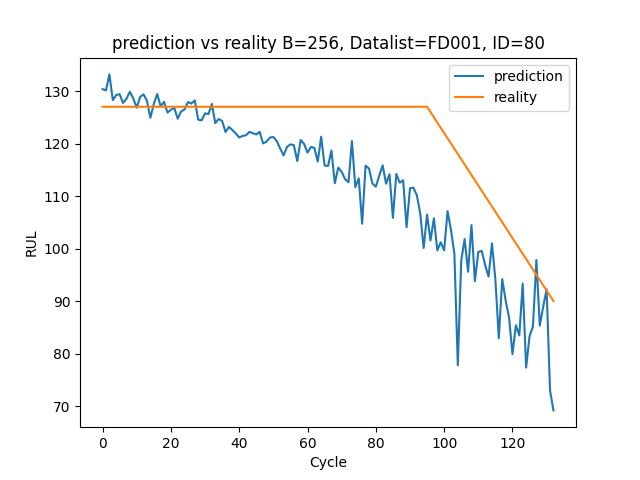 prediction vs reality B=256, Datalist=FD001, ID=80
prediction
reality
RUL
130
120
110
100
90
80
70
0 20 40 60 80 100 120
Cycle